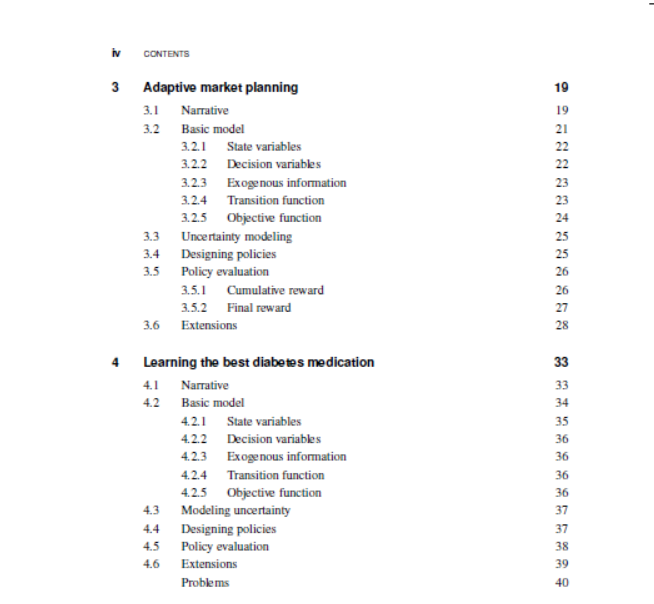 iv CONTENTS
3 Adaptive market planning 19
3.1 Narrative 19
3.2 Basic model 21
3.2.1 State variables 22
3.2.2 Decision variables 22
3.2.3 Exogenous information 23
3.2.4 Transition function 23
3.2.5 Objective function 24
3.3 Uncertainty modeling 25
3.4 Designing policies 25
3.5 Policy evaluation 26
3.5.1 Cumulative reward 26
3.5.2 Final reward 27
3.6 Extensions 28
4 Learning the best diabetes medication 33
4.1 Narrative 33
4.2 Basic model 34
4.2.1 State variables 35
4.2.2 Decision variables 36
4.2.3 Exogenous information 36
4.2.4 Transition function 36
4.2.5 Objective function 36
4.3 Modeling uncertainty 37
4.4 Designing policies 37
4.5 Policy evaluation 38
4.6 Extensions 39
Problems 40